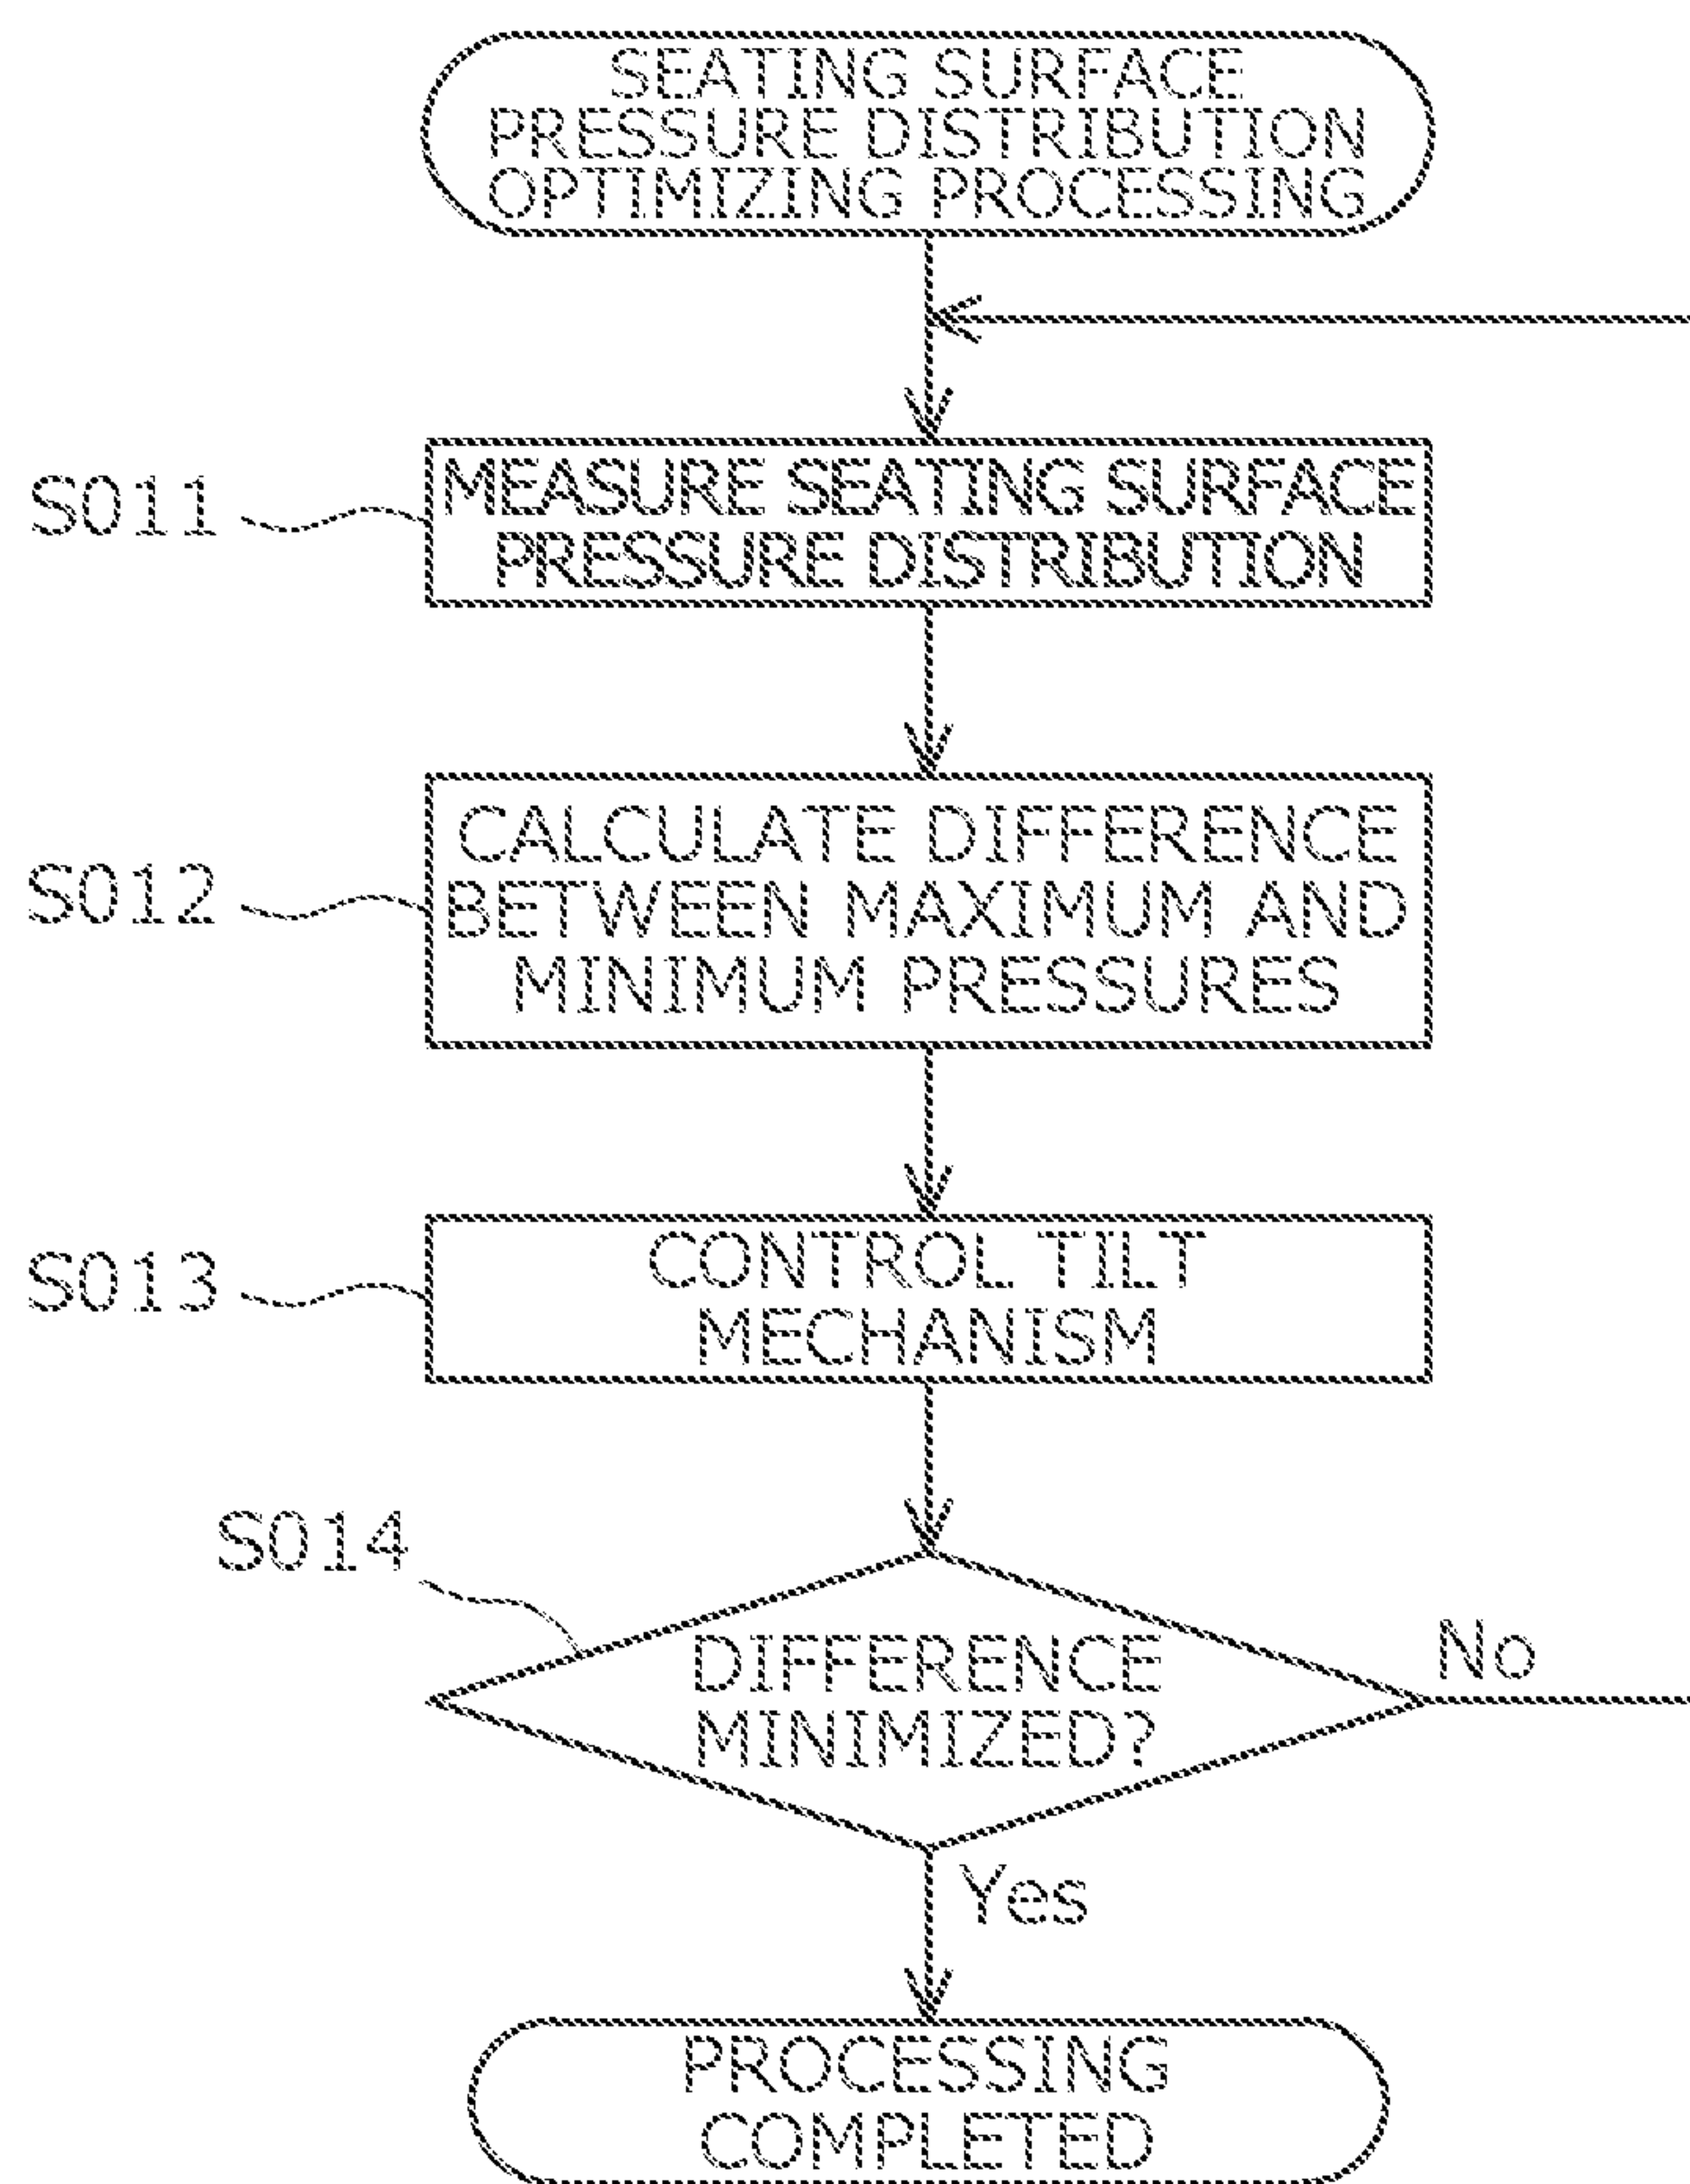 SEATING SURFACE
PRESSURE DISTRIBUTION
OPTIMIZING PROCESSING
S011
MEASURE SEATING SURFACE
PRESSURE DISTRIBUTION
S012
CALCULATE DIFFERENCE
BETWEEN MAXIMUM AND
MINIMUM PRESSURES
S013
CONTROL TILT
MECHANISM
S014
DIFFERENCE
MINIMIZED?
No
Yes
PROCESSING
COMPLETED